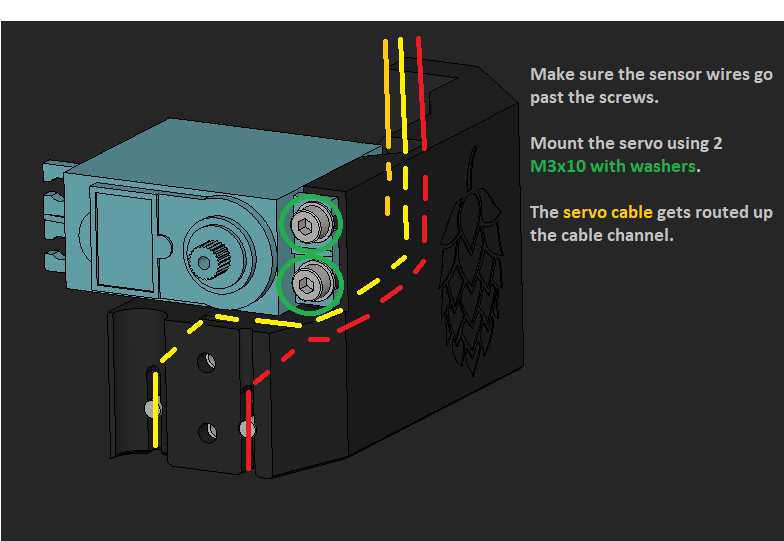 Make sure the sensor wires go
past the screws.
Mount the servo using 2
M3x10 with washers.
The servo cable gets routed up
the cable channel.